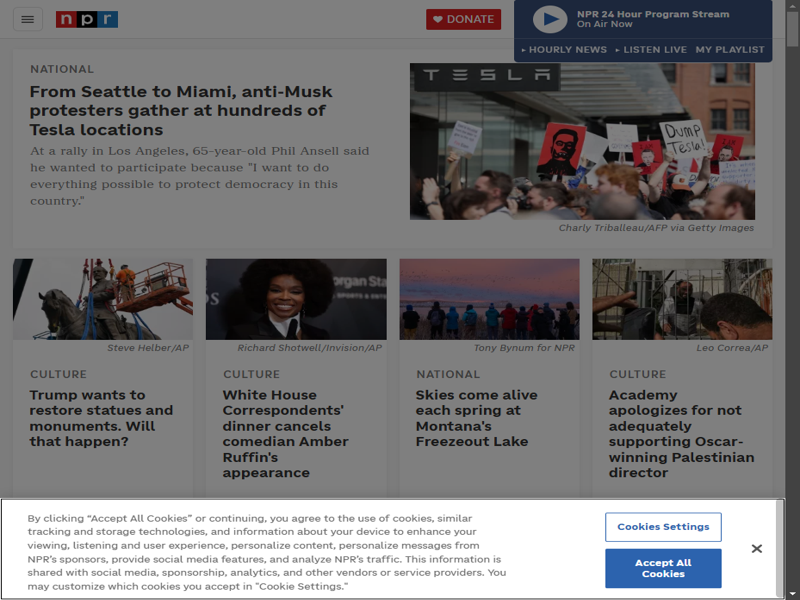 npr
DONATE
NPR 24 Hour Program Stream
On Air Now
HOURLY NEWS LISTEN LIVE MY PLAYLIST
NATIONAL
From Seattle to Miami, anti-Musk
protesters gather at hundreds of
Tesla locations
At a rally in Los Angeles, 65-year-old Phil Ansell said
he wanted to participate because "I want to do
everything possible to protect democracy in this
country."
TESLA
Dump
Tesla!
Charly Triballeau/AFP via Getty Images
organ Sta
SPORTS & ENTE
Steve Helber/AP
Richard Shotwell/Invision/AP
Tony Bynum for NPR
Leo Correa/AP
CULTURE
Trump wants to
restore statues and
monuments. Will
that happen?
CULTURE
White House
Correspondents'
dinner cancels
comedian Amber
Ruffin's
appearance
NATIONAL
Skies come alive
each spring at
Montana's
Freezeout Lake
CULTURE
Academy
apologizes for not
adequately
supporting Oscar-
winning Palestinian
director
By clicking “Accept All Cookies” or continuing, you agree to the use of cookies, similar
tracking and storage technologies, and information about your device to enhance your
viewing, listening and user experience, personalize content, personalize messages from
NPR’s sponsors, provide social media features, and analyze NPR’s traffic. This information is
shared with social media, sponsorship, analytics, and other vendors or service providers. You
may customize which cookies you accept in "Cookie Settings."
Cookies Settings
Accept All
Cookies